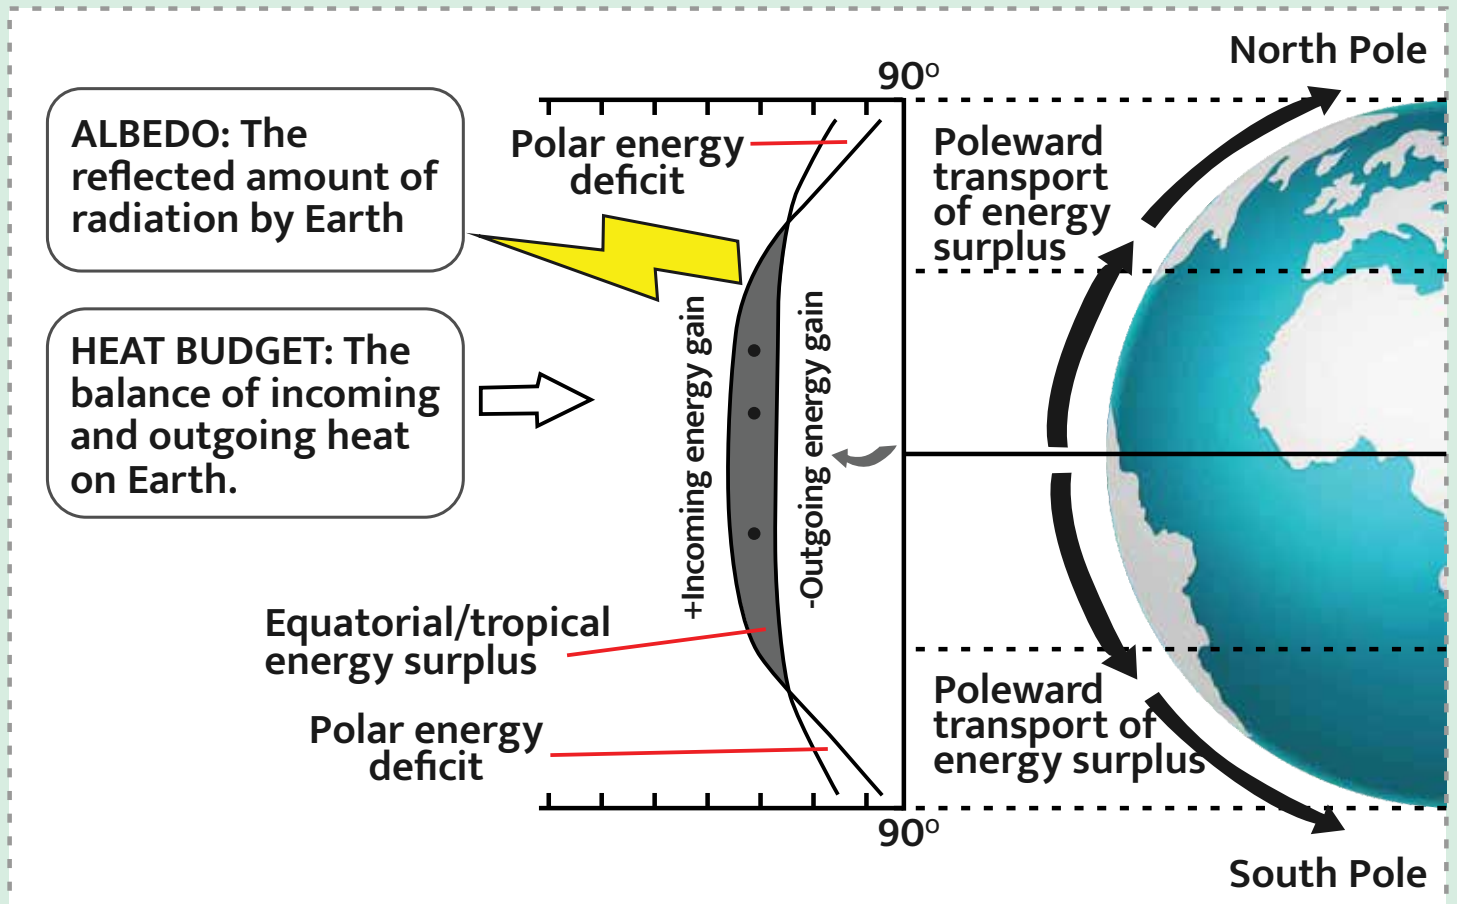 North Pole
90°
ALBEDO: The
reflected amount of
radiation by Earth
Polar energy
deficit
Poleward
transport
of energy
surplus
HEAT BUDGET: The
balance of incoming
and outgoing heat
on Earth.
+Incoming energy gain
-Outgoing energy gain
Equatorial/tropical
energy surplus
Polar energy
deficit
Poleward
transport of
energy surplus
90°
South Pole